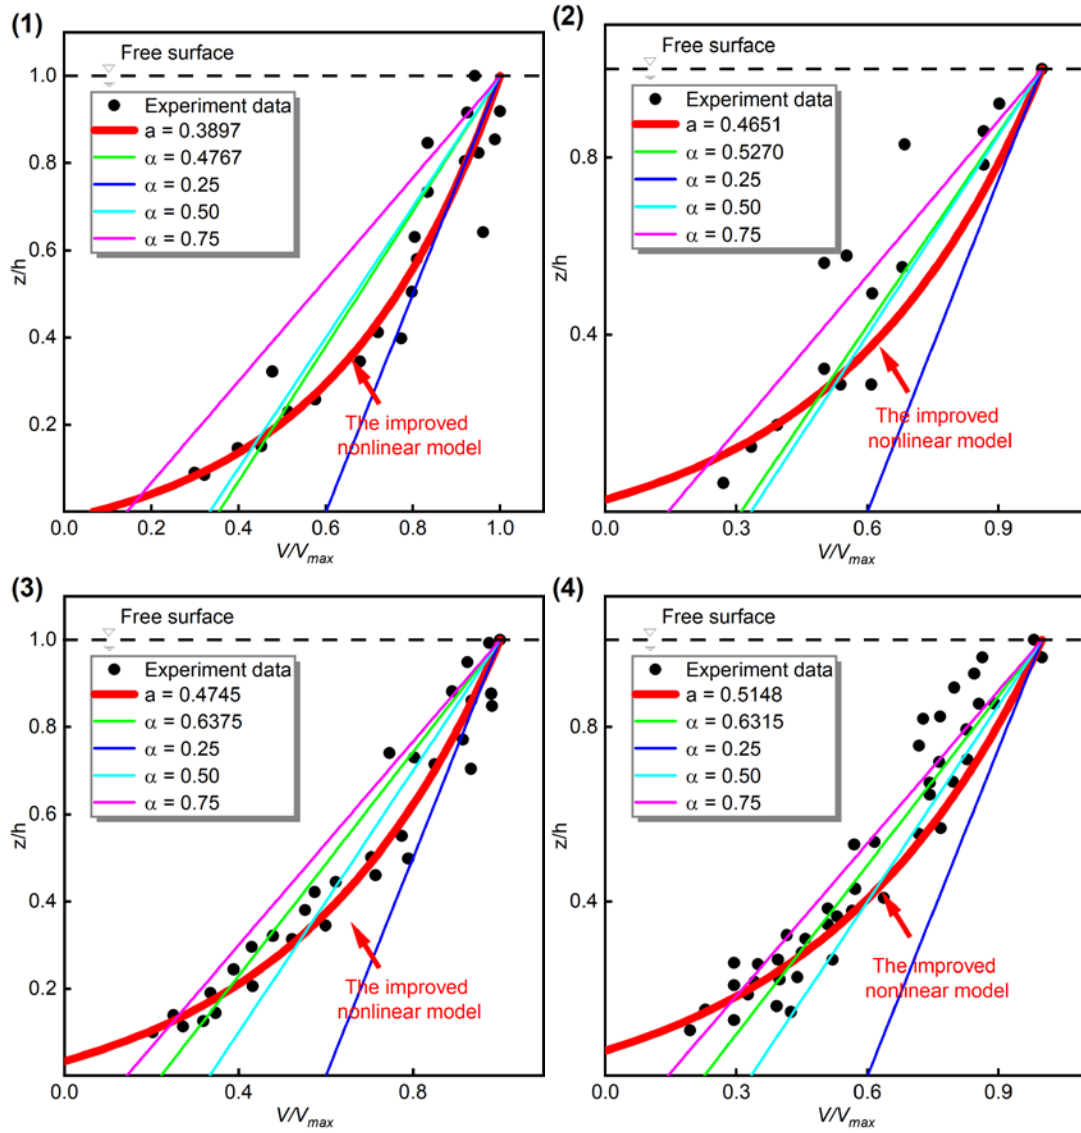 (1)
Free surface
Experiment data
a = 0.3897
α = 0.4767
α = 0.25
α = 0.50
α = 0.75
The improved
nonlinear model
z/h
1.0
0.8
0.6
0.4
0.2
0.0 0.2 0.4 0.6 0.8 1.0
V/Vmax
(2)
Free surface
Experiment data
a = 0.4651
α = 0.5270
α = 0.25
α = 0.50
α = 0.75
The improved
nonlinear model
z/h
0.8
0.4
0.0 0.3 0.6 0.9
V/Vmax
(3)
Free surface
Experiment data
a = 0.4745
α = 0.6375
α = 0.25
α = 0.50
α = 0.75
The improved
nonlinear model
z/h
1.0
0.8
0.6
0.4
0.2
0.0 0.4 0.8
V/Vmax
(4)
Free surface
Experiment data
a = 0.5148
α = 0.6315
α = 0.25
α = 0.50
α = 0.75
The improved
nonlinear model
z/h
0.8
0.4
0.0 0.3 0.6 0.9
V/Vmax